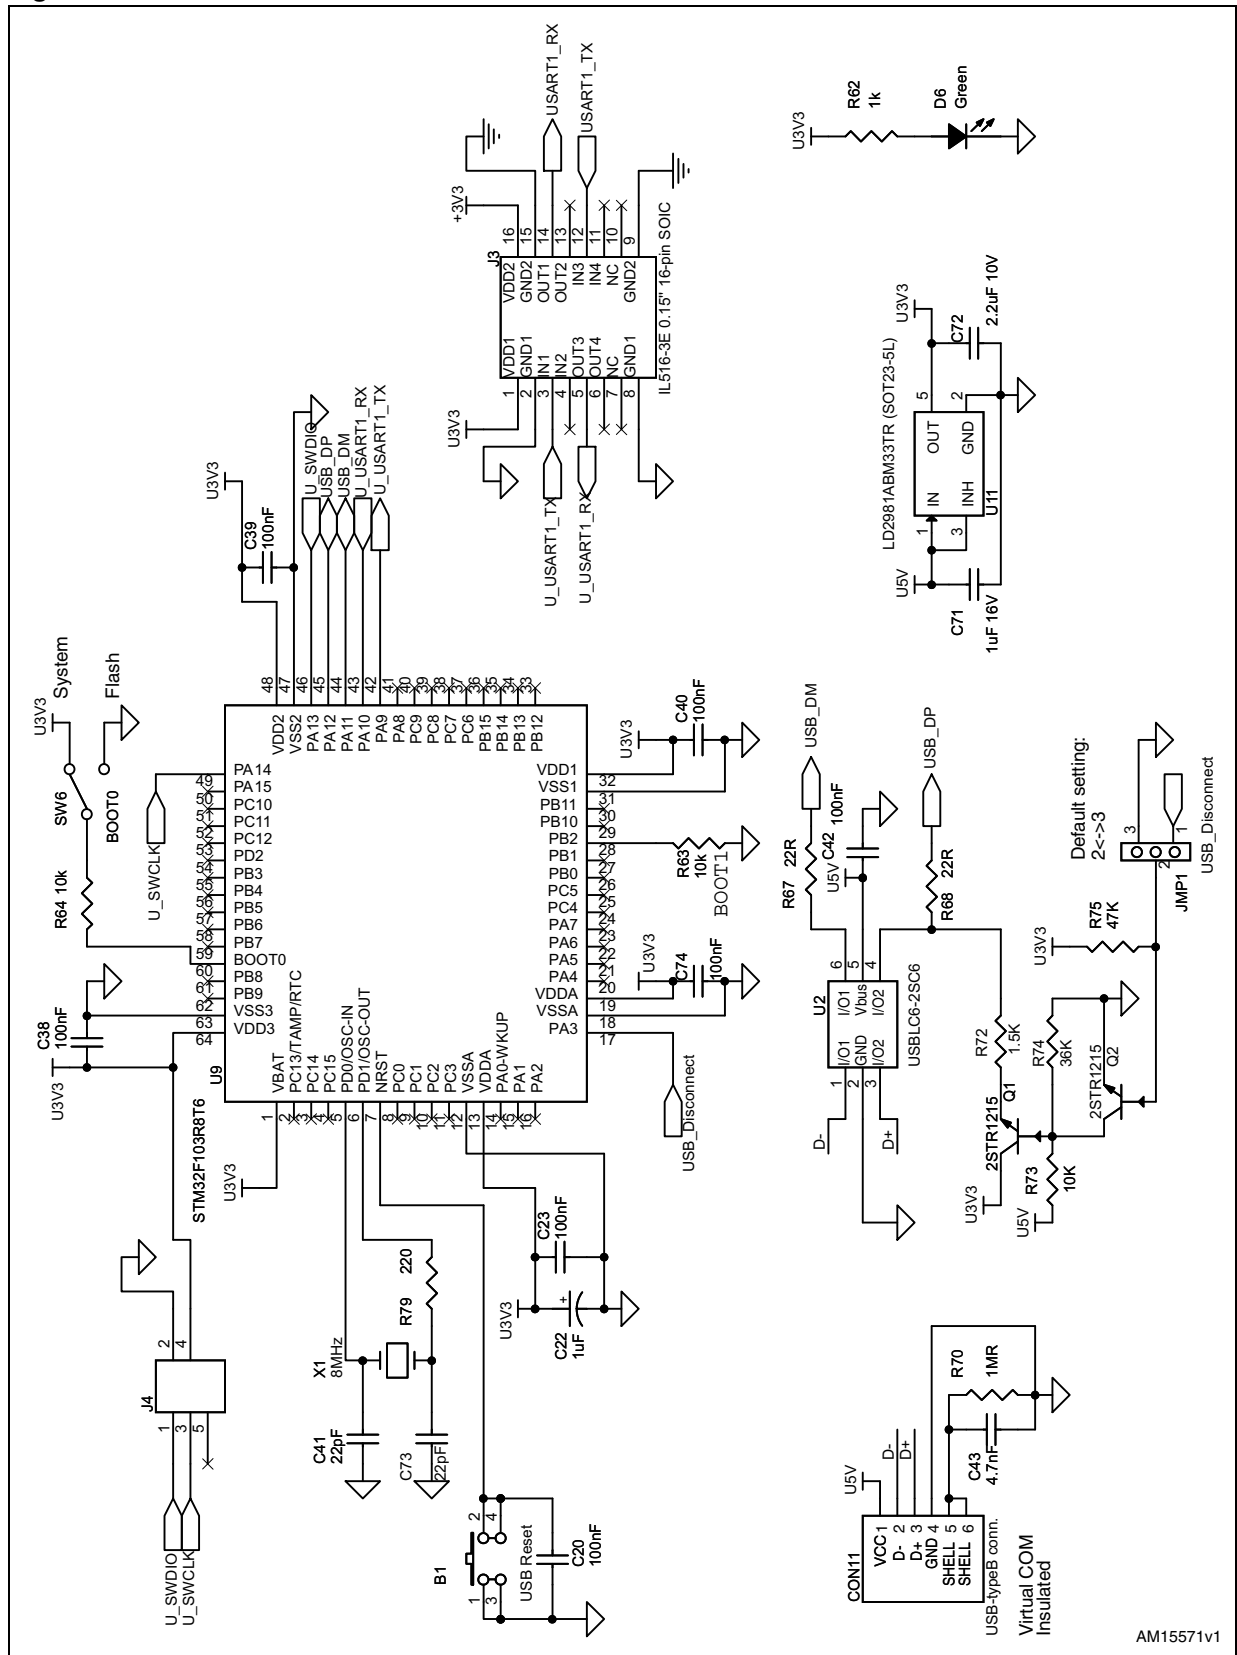 USART1_RX
USART1_TX
+3V3
J3
16
15
14
13
12
11
10
9
VDD2
GND2
OUT1
OUT2
IN3
IN4
NC
GND2
IL516-3E 0.15" 16-pin SOIC
VDD1
GND1
IN1
IN2
OUT3
OUT4
NC
GND1
1
2
3
4
5
6
7
8
U3V3
U_USART1_TX
U_USART1_RX
U3V3
R62
1k
D6
Green
U3V3
C39
100nF
U_SWDIO
USB_DP
USB_DM
U_USART1_RX
U_USART1_TX
LD2981ABM33TR (SOT23-5L)
U3V3
C72
2.2uF 10V
5
2
OUT
GND
IN
INH
U11
1
3
U5V
C71
1uF 16V
U3V3
System
Flash
SW6
BOOT0
R64 10k
U_SWCLK
48
47
46
45
44
43
42
41
40
39
38
37
36
35
34
33
VDD2
VSS2
PA13
PA12
PA11
PA10
PA9
PA8
PC9
PC8
PC7
PC6
PB15
PB14
PB13
PB12
PA14
PA15
PC10
PC11
PC12
PD2
PB3
PB4
PB5
PB6
PB7
BOOT0
PB8
PB9
VSS3
VDD3
49
50
51
52
53
54
55
56
57
58
59
60
61
62
63
64
VDD1
VSS1
PB11
PB10
PB2
PB1
PB0
PC5
PC4
PA7
PA6
PA5
PA4
VDDA
VSSA
PA3
32
31
30
29
28
27
26
25
24
23
22
21
20
19
18
17
VBAT
PC13/TAMP/RTC
PC14
PC15
PD0/OSC-IN
PD1/OSC-OUT
NRST
PC0
PC1
PC2
PC3
VSSA
VDDA
PA0-WKUP
PA1
PA2
1
2
3
4
5
6
7
8
9
10
11
12
13
14
15
16
U9
STM32F103R8T6
C38
100nF
U3V3
U3V3
U3V3
C40
100nF
R63
10k
BOOT1
U3V3
C74
100nF
USB_Disconnect
USB_DM
R67 22R
U5V
C42
100nF
USB_DP
R68 22R
U2
6
5
4
I/O1
Vbus
I/O2
I/O1
GND
I/O2
1
2
3
USBLC6-2SC6
D-
D+
Default setting:
2<->3
3
2
1
JMP1
USB_Disconnect
U3V3
R75
47K
R72
1.5K
R74
36K
2STR1215
Q2
2STR1215
Q1
R73
10K
U3V3
U5V
J4
2
4
1
3
5
U_SWDIO
U_SWCLK
X1
8MHz
R79 220
C41
22pF
C73
22pF
U3V3
C23
100nF
C22
1uF
B1
2
4
1
3
USB Reset
C20
100nF
U5V
D-
D+
R70
1MR
C43
4.7nF
CON11
VCC 1
D- 2
D+ 3
GND 4
SHELL 5
SHELL 6
USB-typeB conn.
Virtual COM
Insulated
AM15571v1